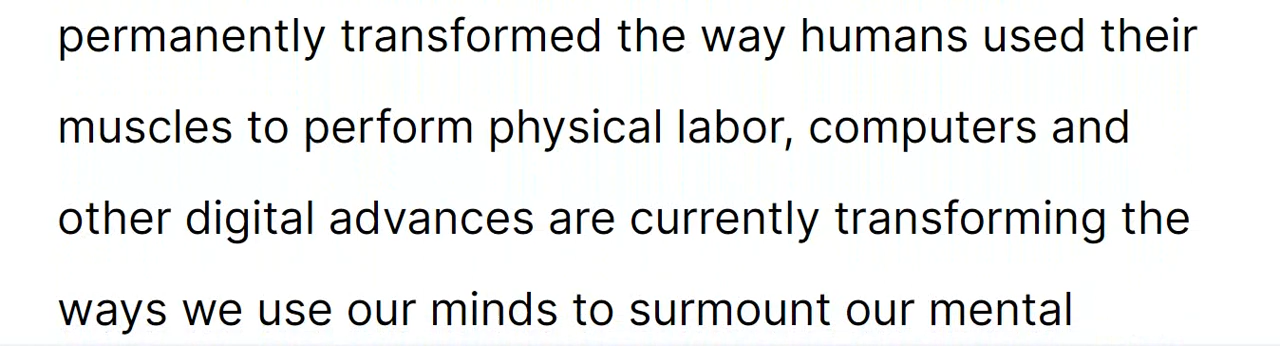 permanently transformed the way humans used their
muscles to perform physical labor, computers and
other digital advances are currently transforming the
ways we use our minds to surmount our mental